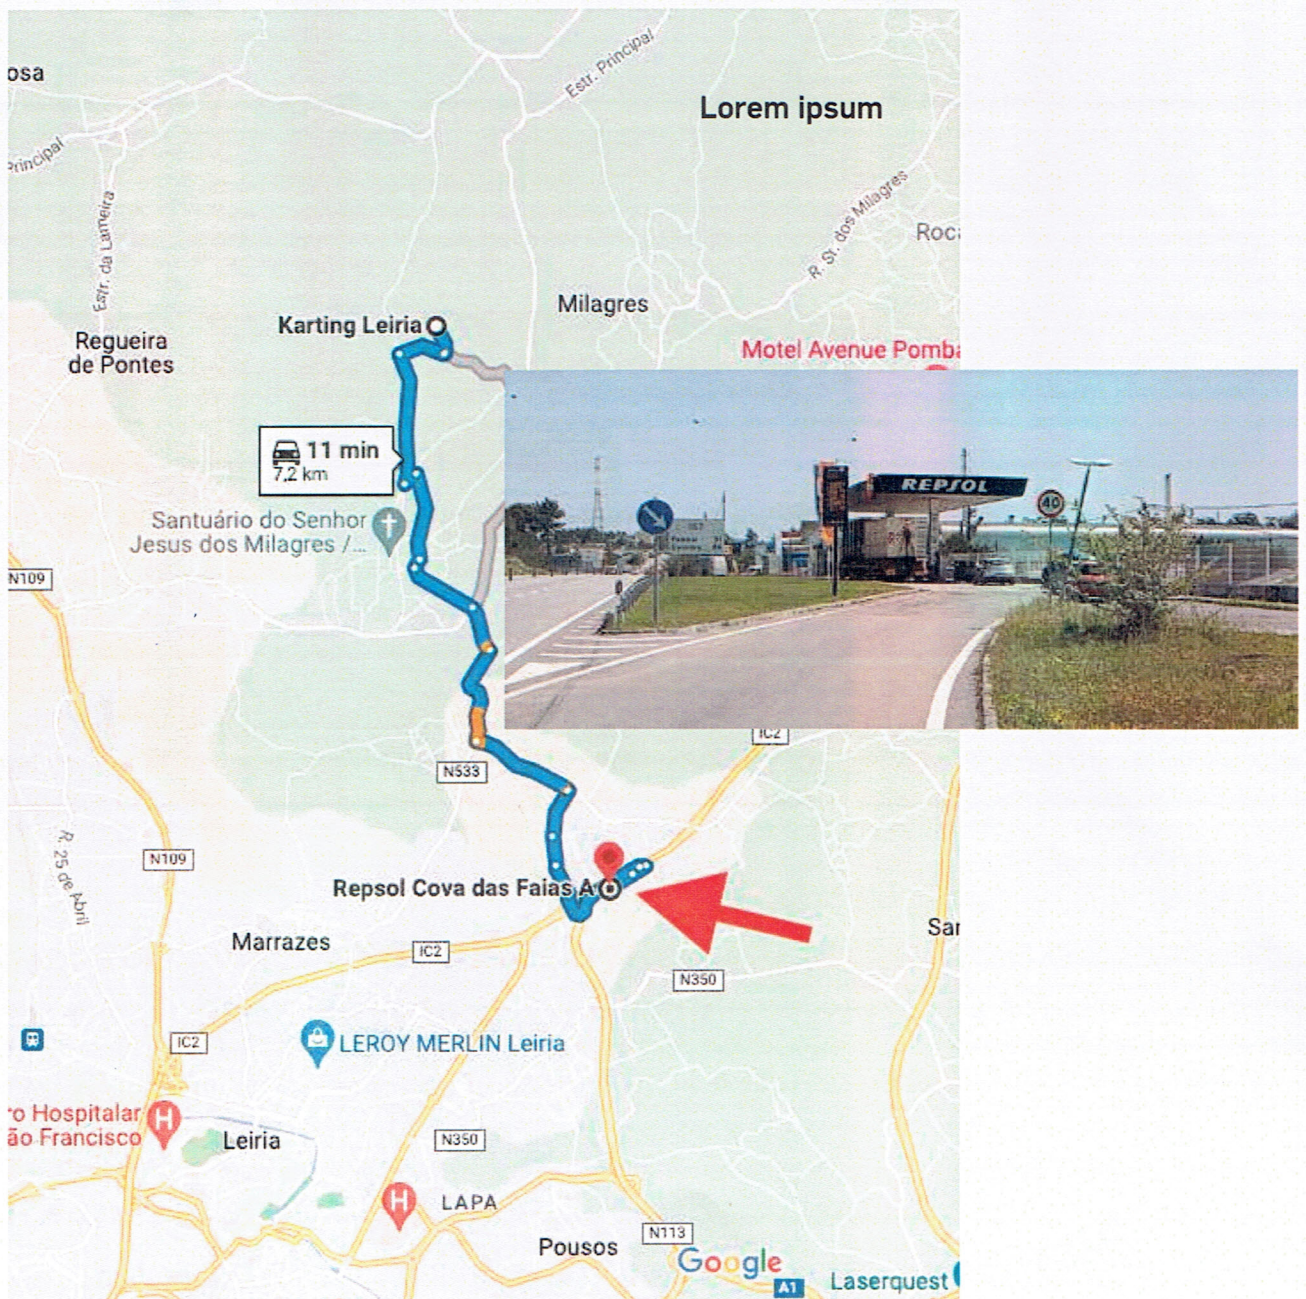 osa
Estr. Principal
Lorem ipsum
Principal
Estr. da Lameira
R. St. dos Milagres
Roca
Milagres
Karting Leiria
Regueira
de Pontes
Motel Avenue Pomba
11 min
7,2 km
REPSOL
40
Santuário do Senhor
Jesus dos Milagres /...
N109
IC2
N533
R. 25 de Abril
N109
Repsol Cova das Faias A
Marrazes
IC2
San
N350
IC2
LEROY MERLIN Leiria
ro Hospitalar
ão Francisco
H
Leiria
N350
H
LAPA
N113
Pousos
Google
A1
Laserquest